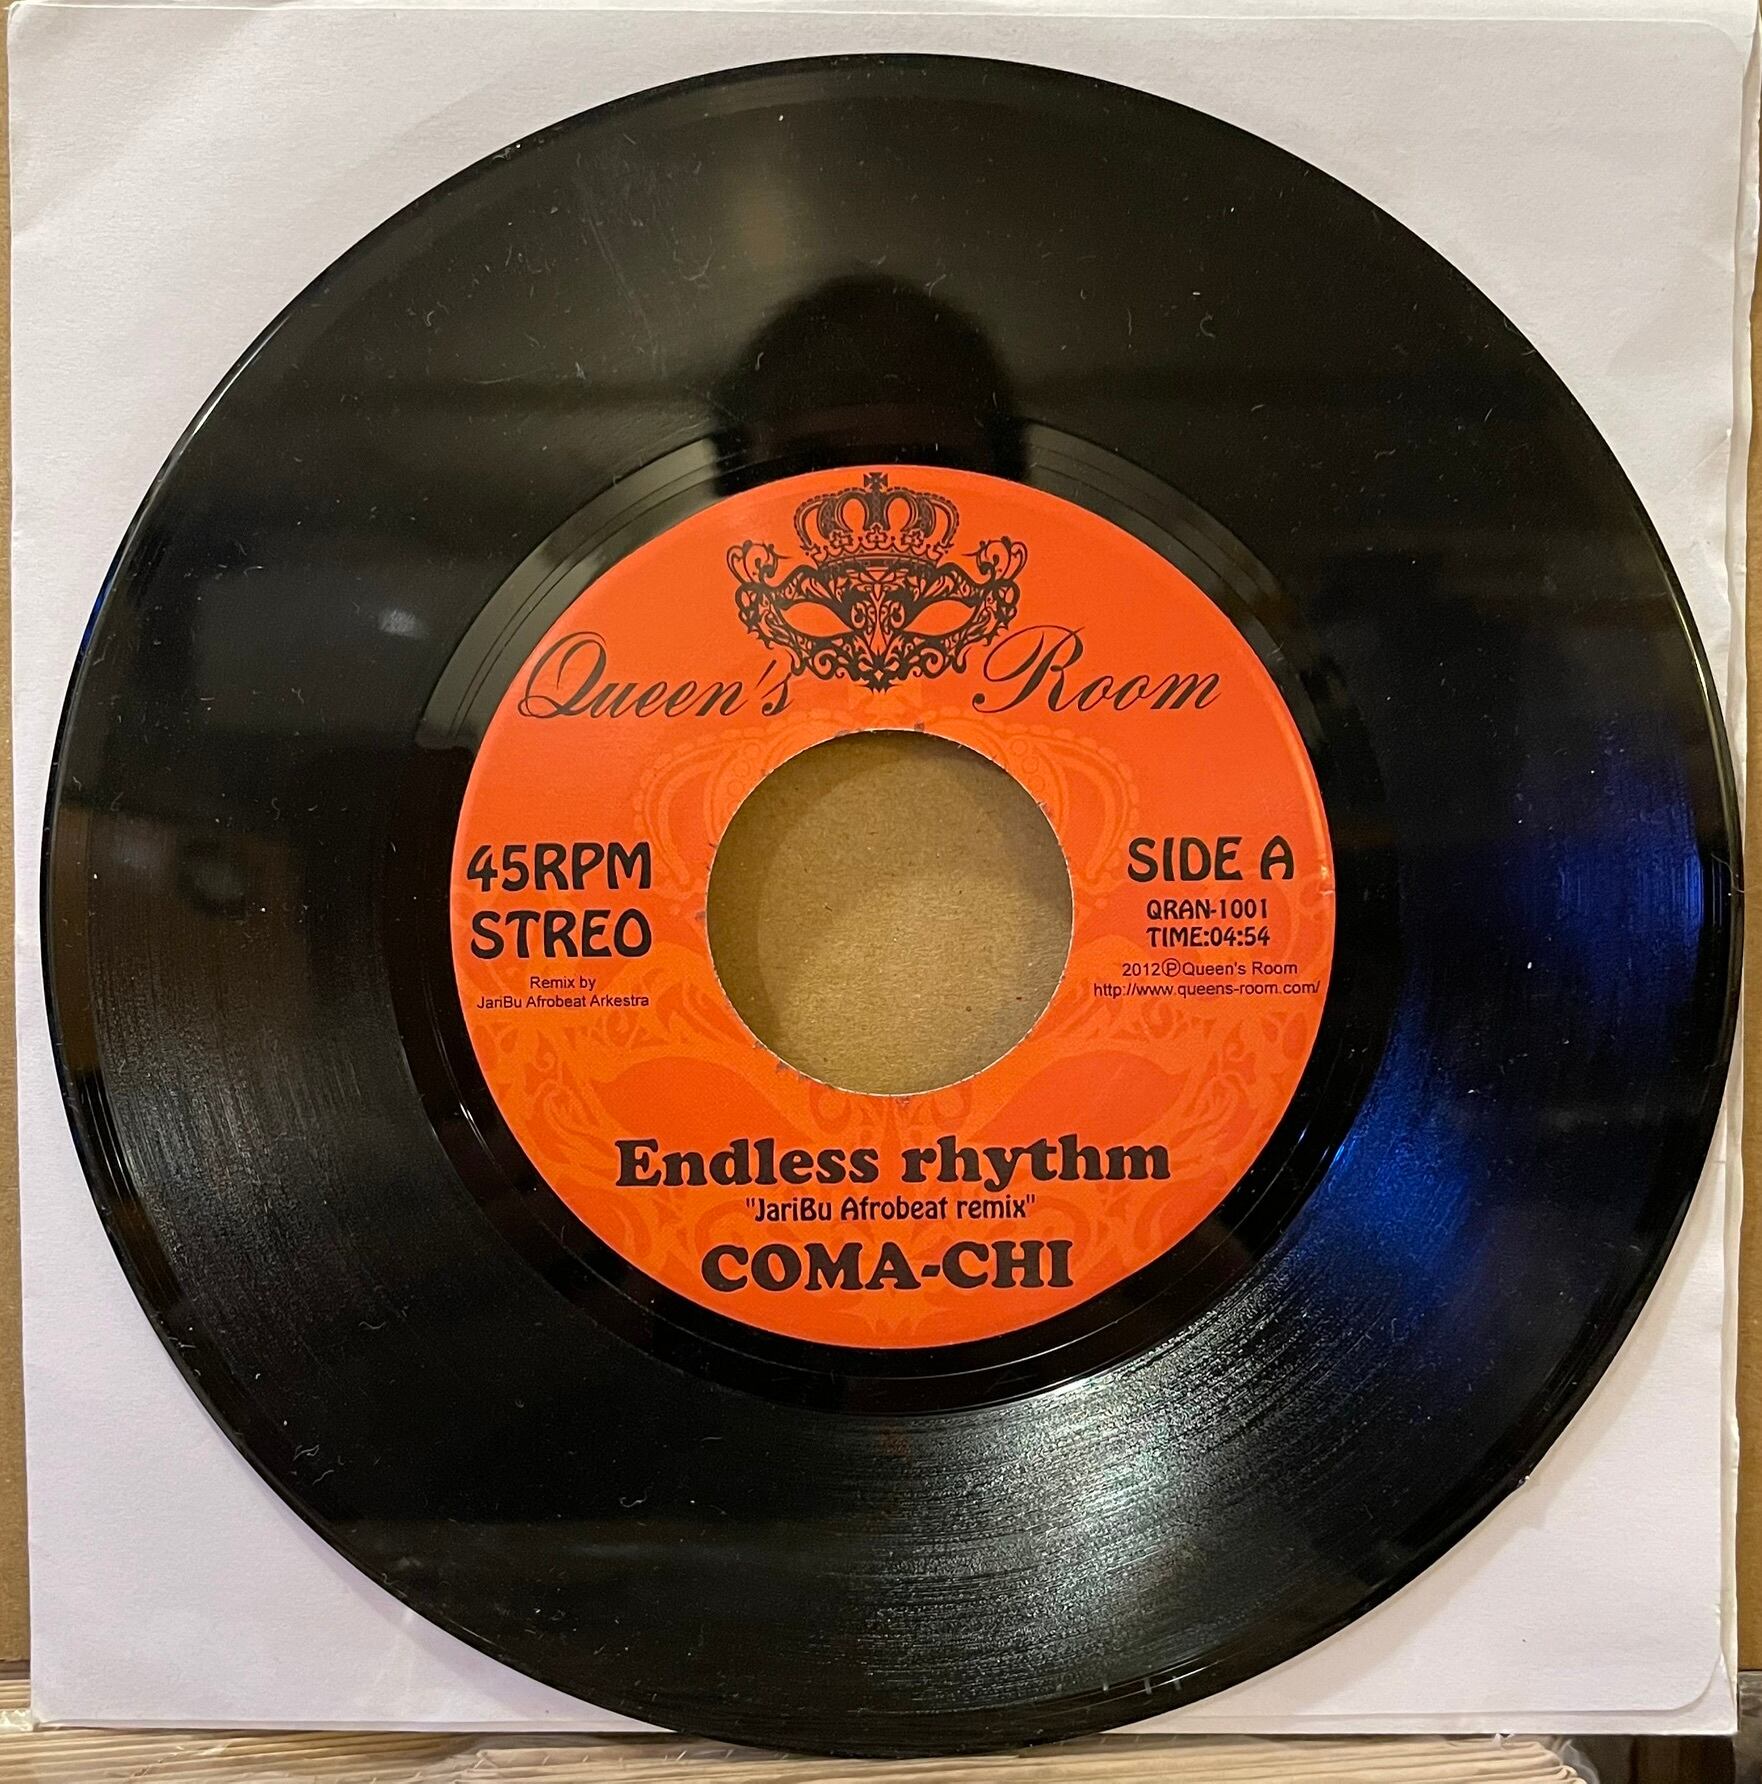 Queen's Room
45RPM
STREO
Remix by
JariBu Afrobeat Arkestra
SIDE A
QRAN-1001
TIME:04:54
2012℗Queen's Room
http://www.queens-room.com/
Endless rhythm
"JariBu Afrobeat remix"
COMA-CHI